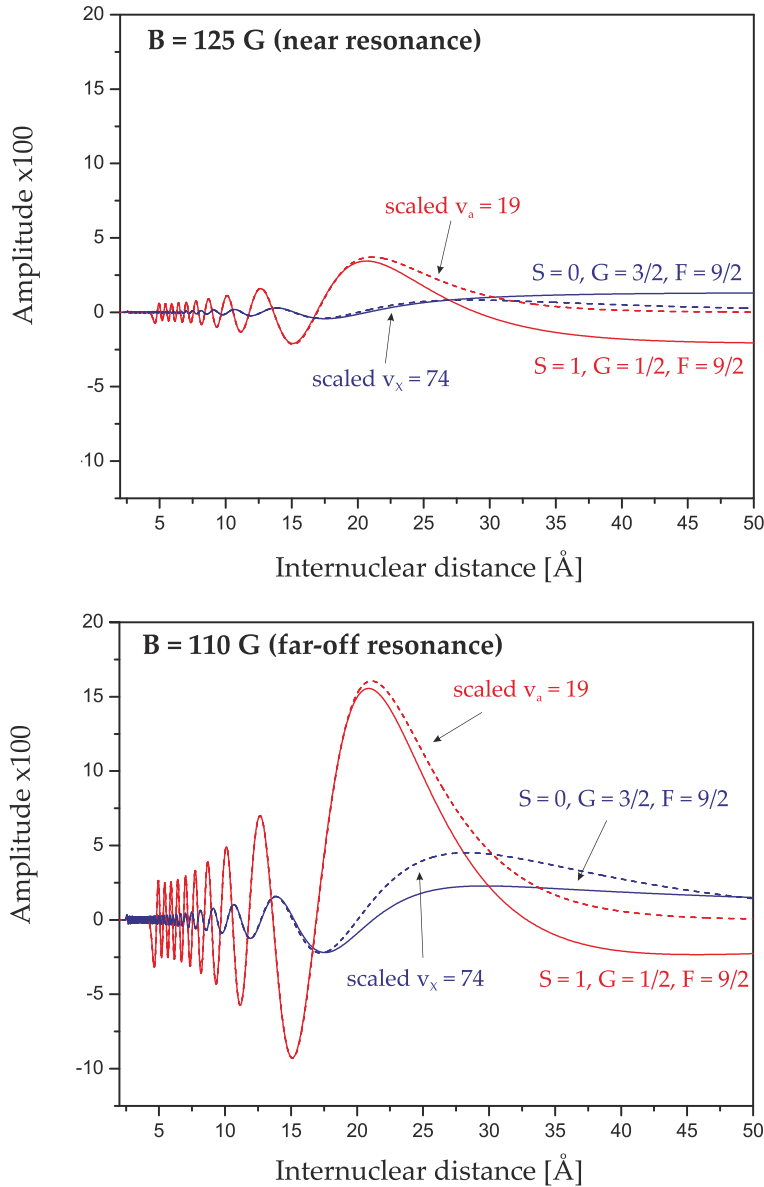 B = 125 G (near resonance)
Amplitude x100
20
15
10
5
0
-5
-10
scaled va = 19
S = 0, G = 3/2, F = 9/2
scaled vX = 74
S = 1, G = 1/2, F = 9/2
5 10 15 20 25 30 35 40 45 50
Internuclear distance [Å]
B = 110 G (far-off resonance)
Amplitude x100
20
15
10
5
0
-5
-10
scaled va = 19
S = 0, G = 3/2, F = 9/2
scaled vX = 74
S = 1, G = 1/2, F = 9/2
5 10 15 20 25 30 35 40 45 50
Internuclear distance [Å]